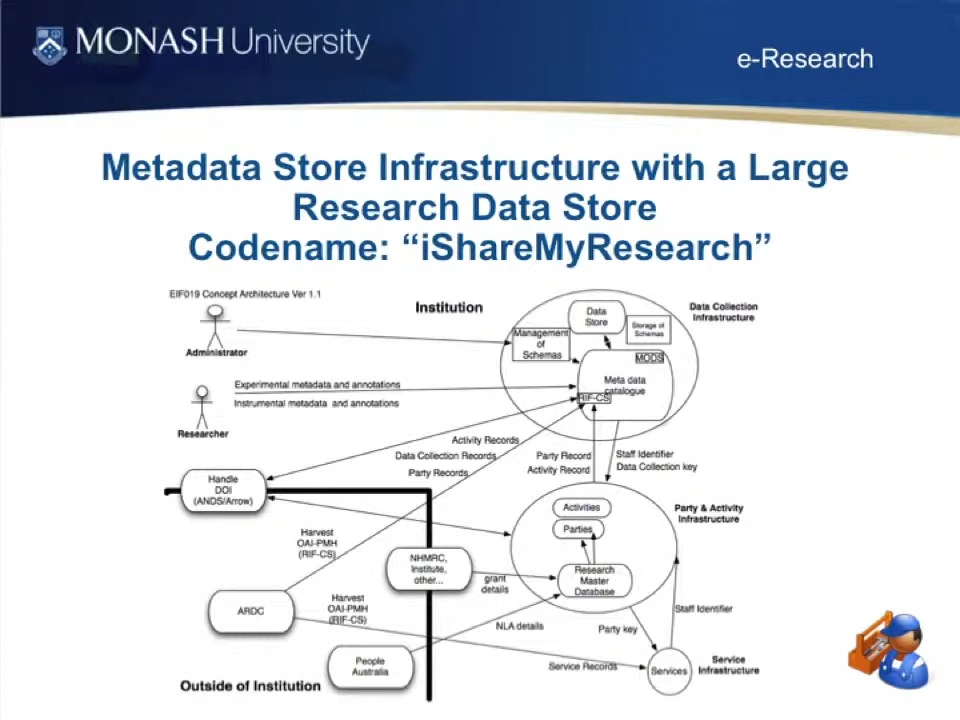 MONASH University
e-Research
Metadata Store Infrastructure with a Large
Research Data Store
Codename: “iShareMyResearch”
EIF019 Concept Architecture Ver 1.1
Institution
Data Collection
Infrastructure
Data
Store
Storage of
Schemas
Management
of
Schemas
Administrator
MODS
Meta data
catalogue
RIF-CS
Experimental metadata and annotations
Instrumental metadata and annotations
Researcher
Activity Records
Data Collection Records
Party Records
Party Record
Activity Record
Staff Identifier
Data Collection key
Handle
DOI
(ANDS/Arrow)
Activities
Parties
Party & Activity
Infrastructure
Harvest
OAI-PMH
(RIF-CS)
NHMRC,
Institute,
other...
grant
details
Research
Master
Database
ARDC
Harvest
OAI-PMH
(RIF-CS)
NLA details
Party key
Staff Identifier
People
Australia
Service Records
Services
Service
Infrastructure
Outside of Institution